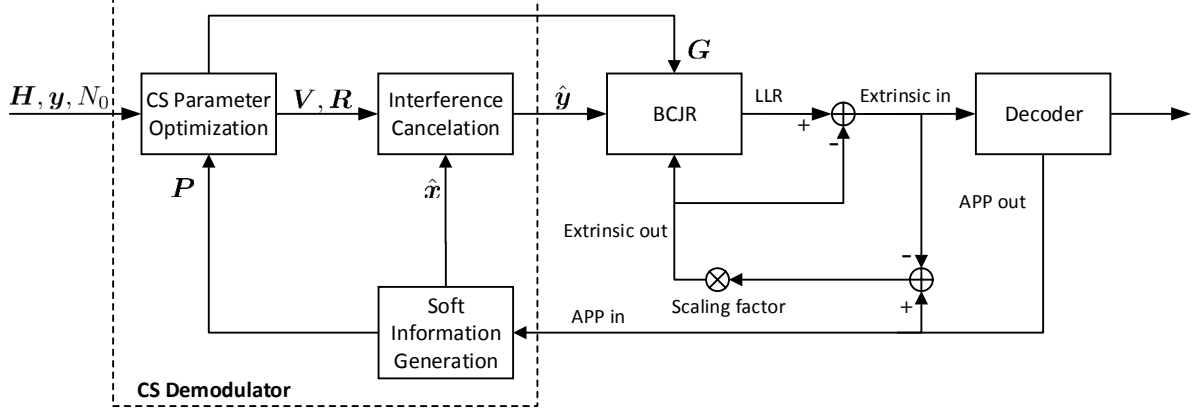 G
H, y, N₀
CS Parameter
Optimization
V, R
Interference
Cancelation
ŷ
BCJR
LLR
+
-
Extrinsic in
Decoder
P
x̂
Extrinsic out
APP out
-
+
Scaling factor
Soft
Information
Generation
APP in
CS Demodulator